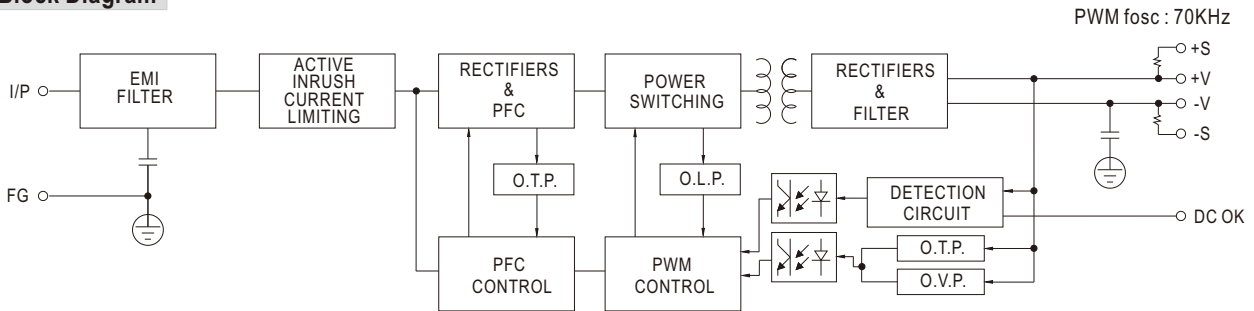 Block Diagram
PWM fosc : 70KHz
I/P
EMI
FILTER
ACTIVE
INRUSH
CURRENT
LIMITING
RECTIFIERS
&
PFC
POWER
SWITCHING
RECTIFIERS
&
FILTER
+S
+V
-V
-S
FG
O.T.P.
O.L.P.
DETECTION
CIRCUIT
DC OK
PFC
CONTROL
PWM
CONTROL
O.T.P.
O.V.P.